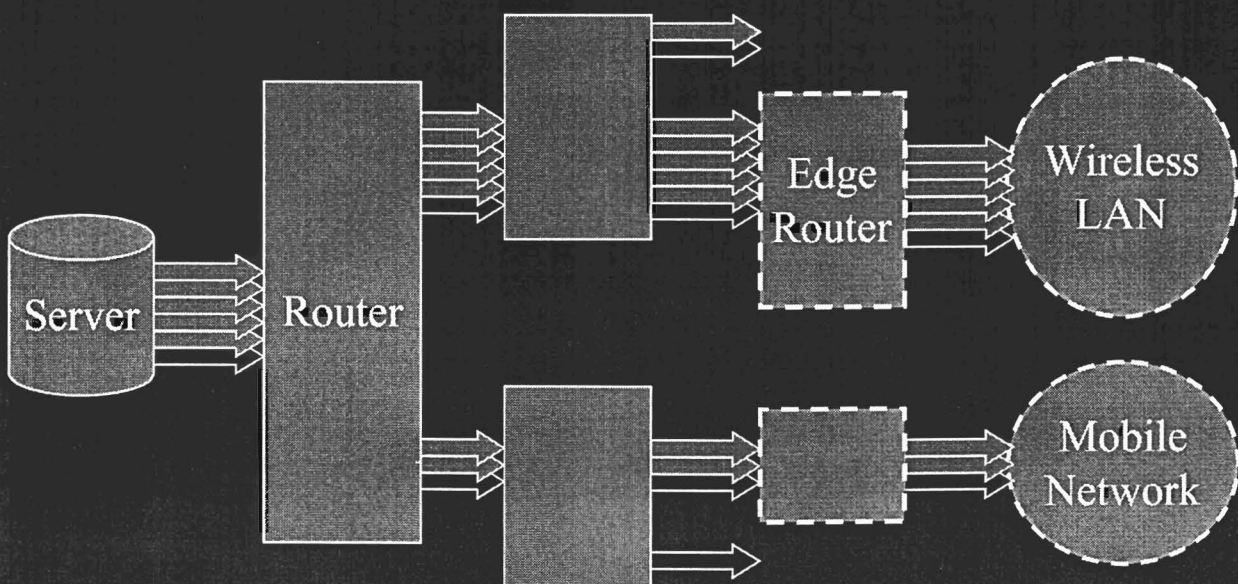 Server
Router
Edge
Router
Wireless
LAN
Mobile
Network